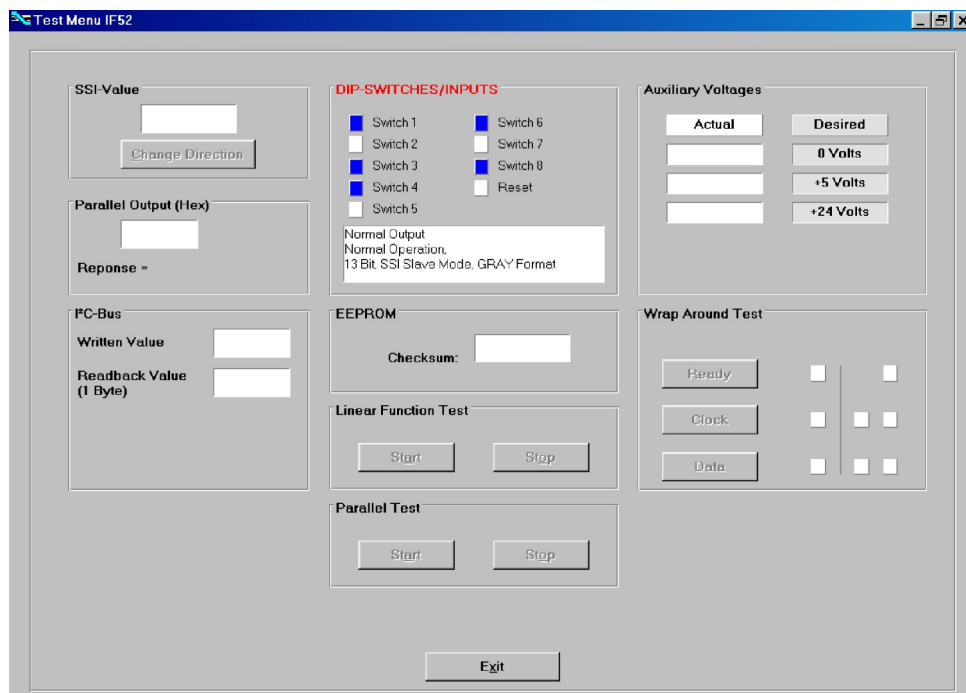 Test Menu IF52
SSI-Value
Change Direction
Parallel Output (Hex)
Reponse =
I²C-Bus
Written Value
Readback Value
(1 Byte)
DIP-SWITCHES/INPUTS
Switch 1
Switch 2
Switch 3
Switch 4
Switch 5
Switch 6
Switch 7
Switch 8
Reset
Normal Output
Normal Operation,
13 Bit, SSI Slave Mode, GRAY Format
EEPROM
Checksum:
Linear Function Test
Start
Stop
Parallel Test
Start
Stop
Auxiliary Voltages
Actual
Desired
0 Volts
+5 Volts
+24 Volts
Wrap Around Test
Ready
Clock
Data
Exit